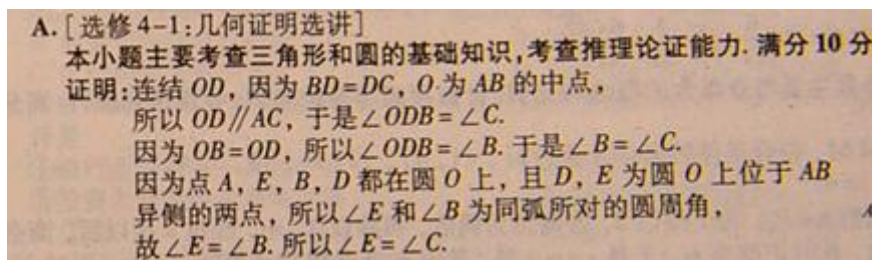 A.[选修4-1:几何证明选讲]
本小题主要考查三角形和圆的基础知识,考查推理论证能力.满分10分
证明:连结OD,因为BD=DC,O为AB的中点,
所以OD∥AC,于是∠ODB=∠C.
因为OB=OD,所以∠ODB=∠B.于是∠B=∠C.
因为点A,E,B,D都在圆O上,且D,E为圆O上位于AB
异侧的两点,所以∠E和∠B为同弧所对的圆周角,
故∠E=∠B.所以∠E=∠C.